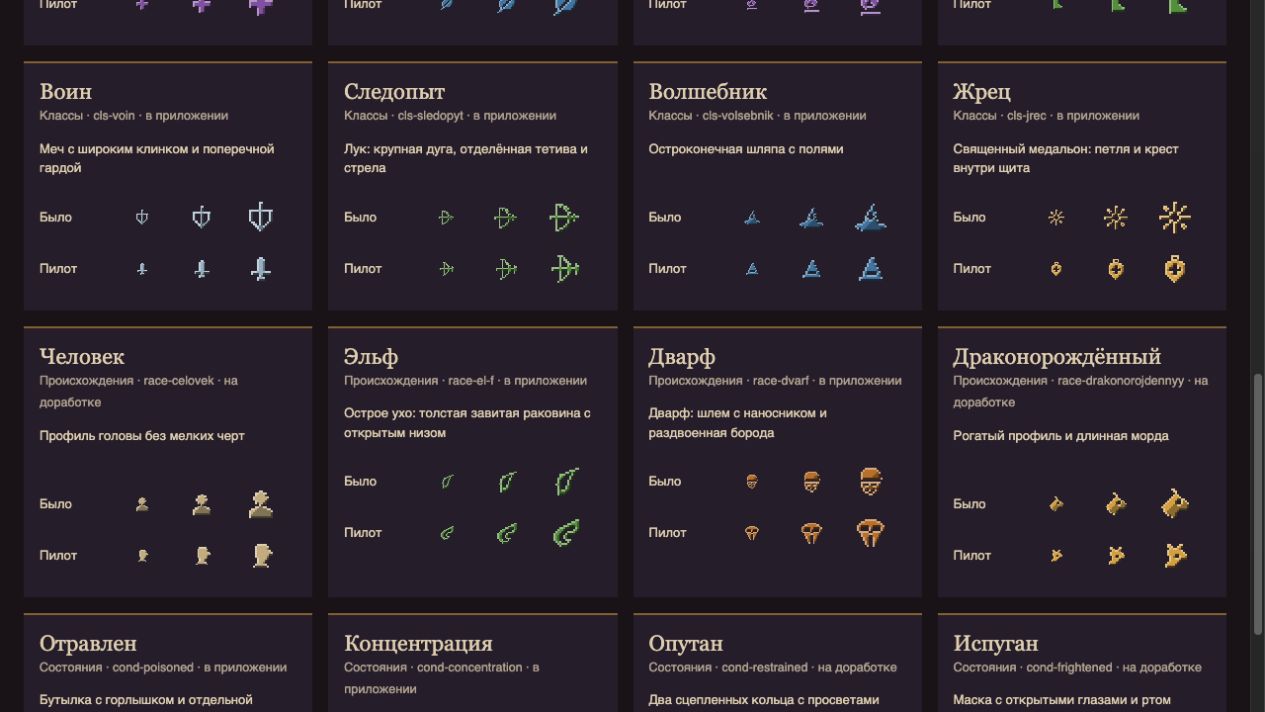 Пилот
Пилот
Пилот
Пилот
Воин
Классы · cls-voin · в приложении
Меч с широким клинком и поперечной
гардой
Было
Пилот
Следопыт
Классы · cls-sledopyt · в приложении
Лук: крупная дуга, отделённая тетива и
стрела
Было
Пилот
Волшебник
Классы · cls-volsebnik · в приложении
Остроконечная шляпа с полями
Было
Пилот
Жрец
Классы · cls-jrec · в приложении
Священный медальон: петля и крест
внутри щита
Было
Пилот
Человек
Происхождения · race-celovek · на
доработке
Профиль головы без мелких черт
Было
Пилот
Эльф
Происхождения · race-el-f · в приложении
Острое ухо: толстая завитая раковина с
открытым низом
Было
Пилот
Дварф
Происхождения · race-dvarf · в приложении
Дварф: шлем с наносником и
раздвоенная борода
Было
Пилот
Драконорождённый
Происхождения · race-drakonorojdennyy · на
доработке
Рогатый профиль и длинная морда
Было
Пилот
Отравлен
Состояния · cond-poisoned · в приложении
Бутылка с горлышком и отдельной
Концентрация
Состояния · cond-concentration · в
приложении
Опутан
Состояния · cond-restrained · на доработке
Два сцепленных кольца с просветами
Испуган
Состояния · cond-frightened · на доработке
Маска с открытыми глазами и ртом